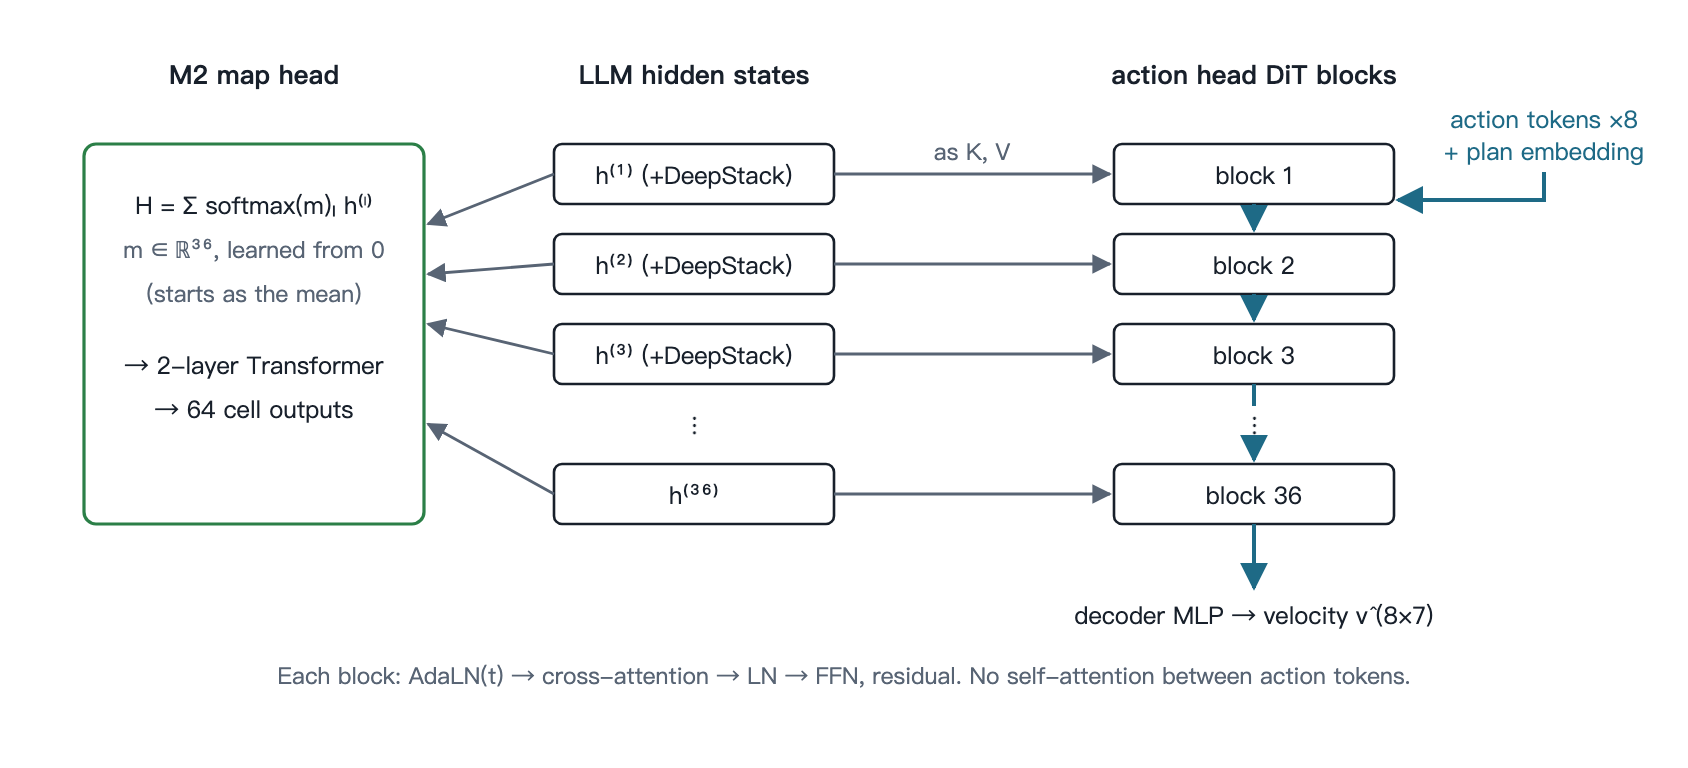 M2 map head
LLM hidden states
action head DiT blocks
action tokens ×8
+ plan embedding
H = Σ softmax(m)ₗ h⁽ˡ⁾
m ∈ ℝ³⁶, learned from 0
(starts as the mean)
→ 2-layer Transformer
→ 64 cell outputs
h⁽¹⁾ (+DeepStack)
as K, V
block 1
h⁽²⁾ (+DeepStack)
block 2
h⁽³⁾ (+DeepStack)
block 3
⋮
⋮
h⁽³⁶⁾
block 36
decoder MLP → velocity vˆ(8×7)
Each block: AdaLN(t) → cross-attention → LN → FFN, residual. No self-attention between action tokens.